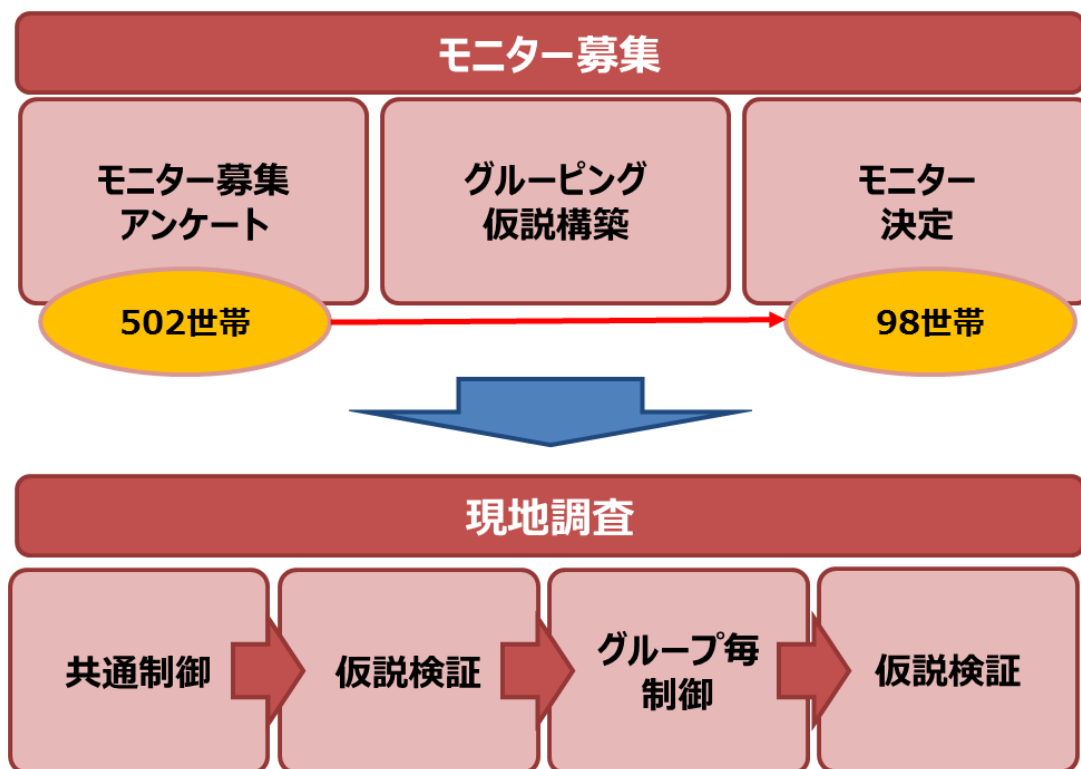 モニター募集
モニター募集
アンケート
グルーピング
仮説構築
モニター
決定
502世帯
98世帯
現地調査
共通制御
仮説検証
グループ毎
制御
仮説検証